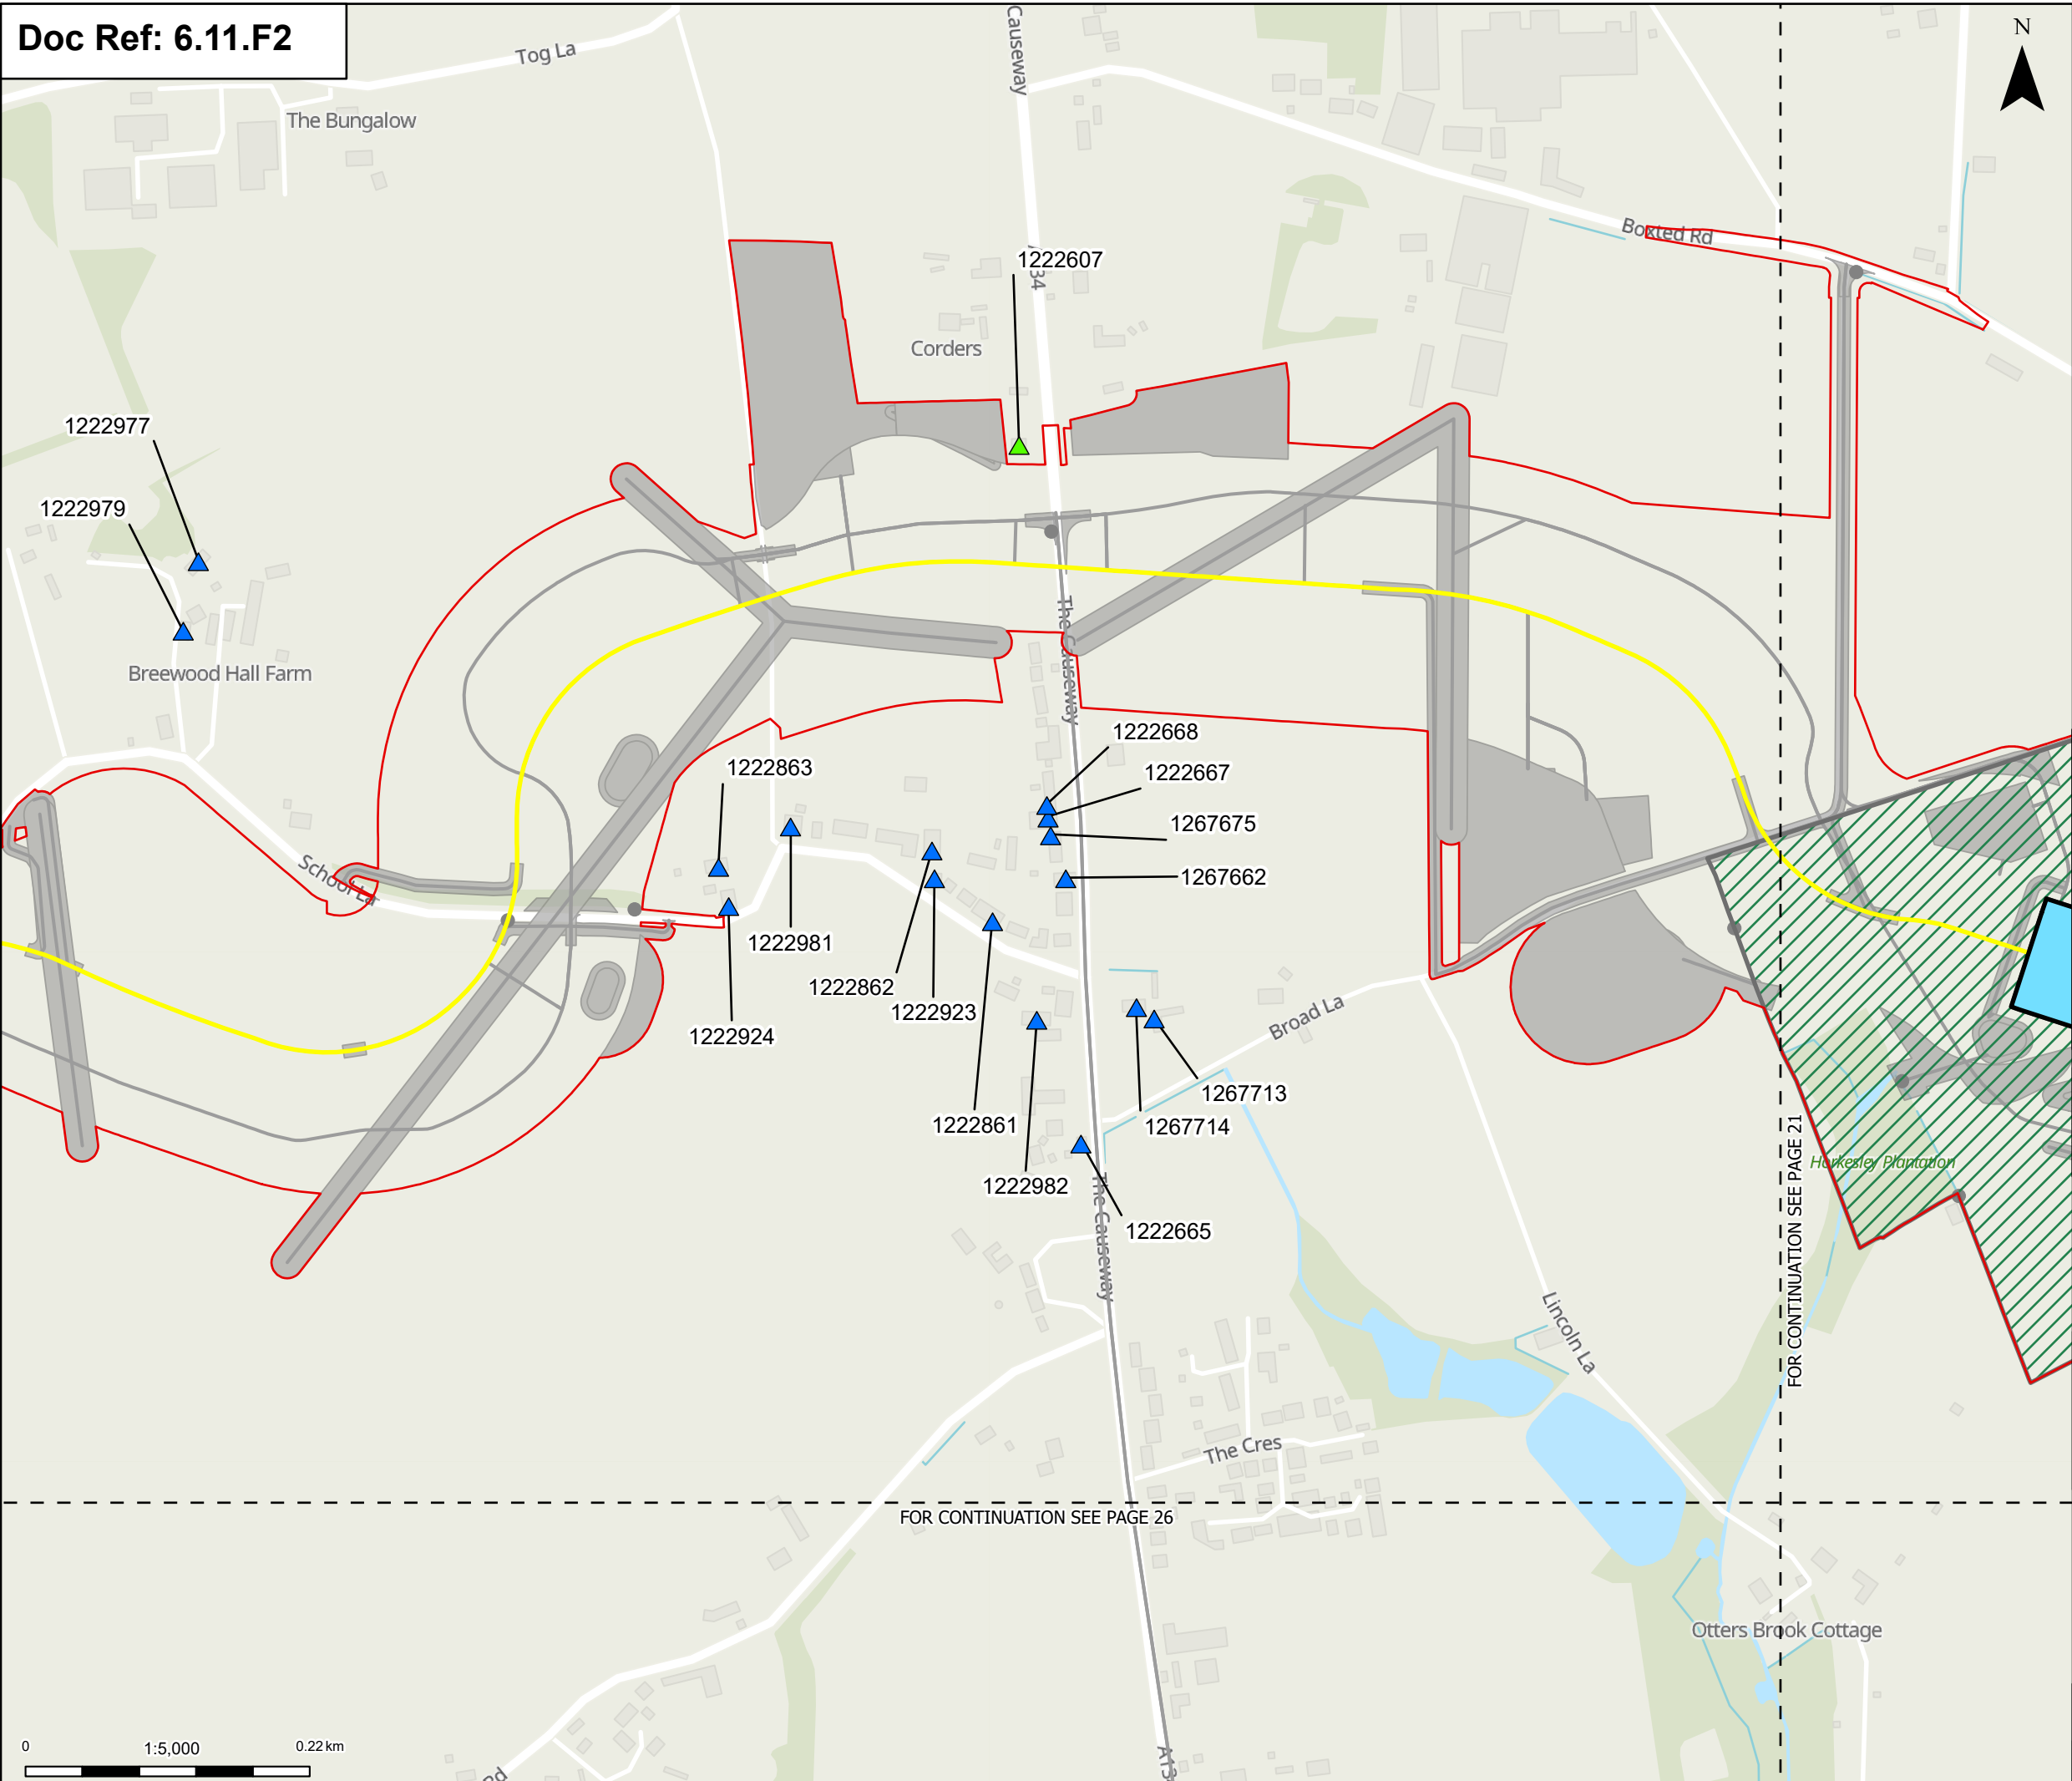 Doc Ref: 6.11.F2
Tog La
Causeway
N
The Bungalow
Boxted Rd
1222607
Corders
1222977
1222979
Breewood Hall Farm
The Causeway
1222668
1222667
1222863
1267675
School La
1267662
1222981
1222862
1222923
1222924
Broad La
1267713
1222861
1267714
1222982
1222665
Horkesley Plantation
The Causeway
FOR CONTINUATION SEE PAGE 21
Lincoln La
The Cres
FOR CONTINUATION SEE PAGE 26
Otters Brook Cottage
0
1:5,000
0.22 km
Rd